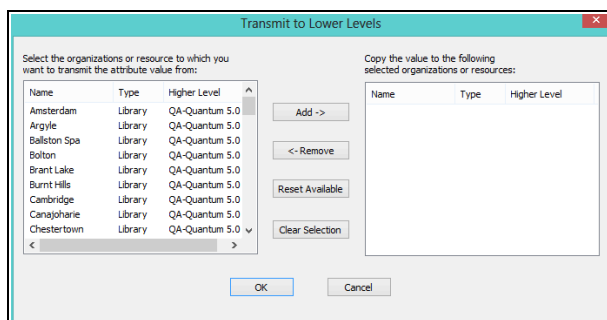 Transmit to Lower Levels
Select the organizations or resource to which you
want to transmit the attribute value from:
Name Type Higher Level
Amsterdam Library QA-Quantum 5.0
Argyle Library QA-Quantum 5.0
Ballston Spa Library QA-Quantum 5.0
Bolton Library QA-Quantum 5.0
Brant Lake Library QA-Quantum 5.0
Burnt Hills Library QA-Quantum 5.0
Cambridge Library QA-Quantum 5.0
Canajoharie Library QA-Quantum 5.0
Chestertown Library QA-Quantum 5.0
Add ->
<- Remove
Reset Available
Clear Selection
Copy the value to the following
selected organizations or resources:
Name Type Higher Level
OK Cancel